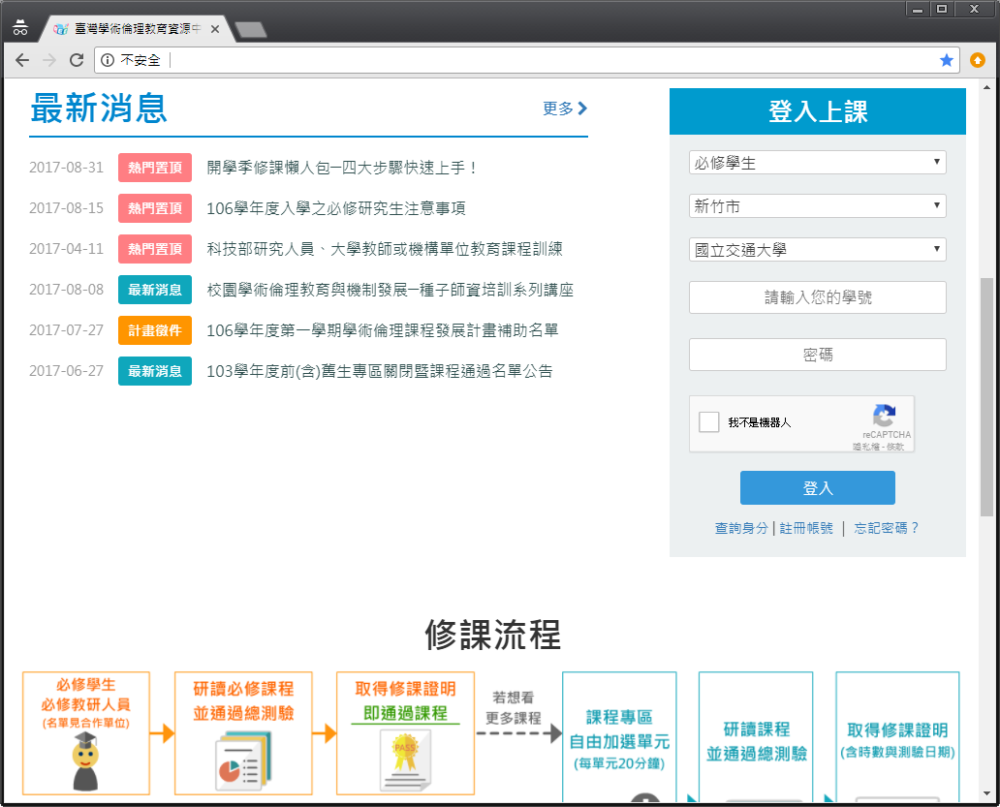 臺灣學術倫理教育資源中
不安全
最新消息
更多
2017-08-31 熱門置頂 開學季修課懶人包─四大步驟快速上手！
2017-08-15 熱門置頂 106學年度入學之必修研究生注意事項
2017-04-11 熱門置頂 科技部研究人員、大學教師或機構單位教育課程訓練
2017-08-08 最新消息 校園學術倫理教育與機制發展─種子師資培訓系列講座
2017-07-27 計畫徵件 106學年度第一學期學術倫理課程發展計畫補助名單
2017-06-27 最新消息 103學年度前(含)舊生專區關閉暨課程通過名單公告
登入上課
必修學生
新竹市
國立交通大學
請輸入您的學號
密碼
我不是機器人
reCAPTCHA
隱私權 - 條款
登入
查詢身分 | 註冊帳號 | 忘記密碼？
修課流程
必修學生
必修教研人員
(名單見合作單位)
研讀必修課程
並通過總測驗
取得修課證明
即通過課程
PASS
若想看
更多課程
課程專區
自由加選單元
(每單元20分鐘)
研讀課程
並通過總測驗
取得修課證明
(含時數與測驗日期)